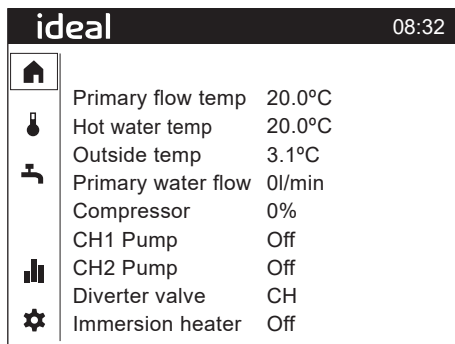 ideal 08:32
Primary flow temp 20.0ºC
Hot water temp 20.0ºC
Outside temp 3.1ºC
Primary water flow 0l/min
Compressor 0%
CH1 Pump Off
CH2 Pump Off
Diverter valve CH
Immersion heater Off